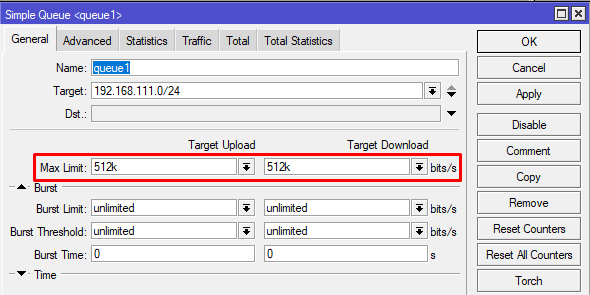 Simple Queue <queue1>
General Advanced Statistics Traffic Total Total Statistics
OK
Name: queue1
Cancel
Target: 192.168.111.0/24
Apply
Dst.:
Disable
Target Upload Target Download
Comment
Max Limit: 512k 512k bits/s
Copy
Burst
Remove
Burst Limit: unlimited unlimited bits/s
Burst Threshold: unlimited unlimited bits/s
Reset Counters
Burst Time: 0 0 s
Reset All Counters
Time
Torch